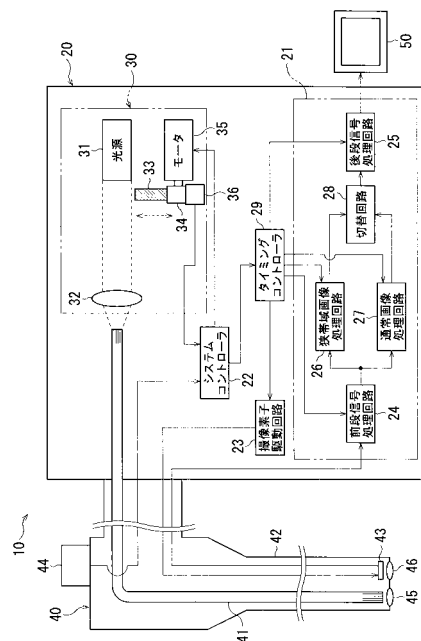 10
44
40
42
43
46
45
41
20
30
31
光源
33
35
モータ
36
34
32
29
タイミング
コントローラ
システム
コントローラ
22
23
撮像素子
駆動回路
21
50
後段信号
処理回路
25
28
切替回路
狭帯域画像
処理回路
26
通常画像
処理回路
27
前段信号
処理回路
24